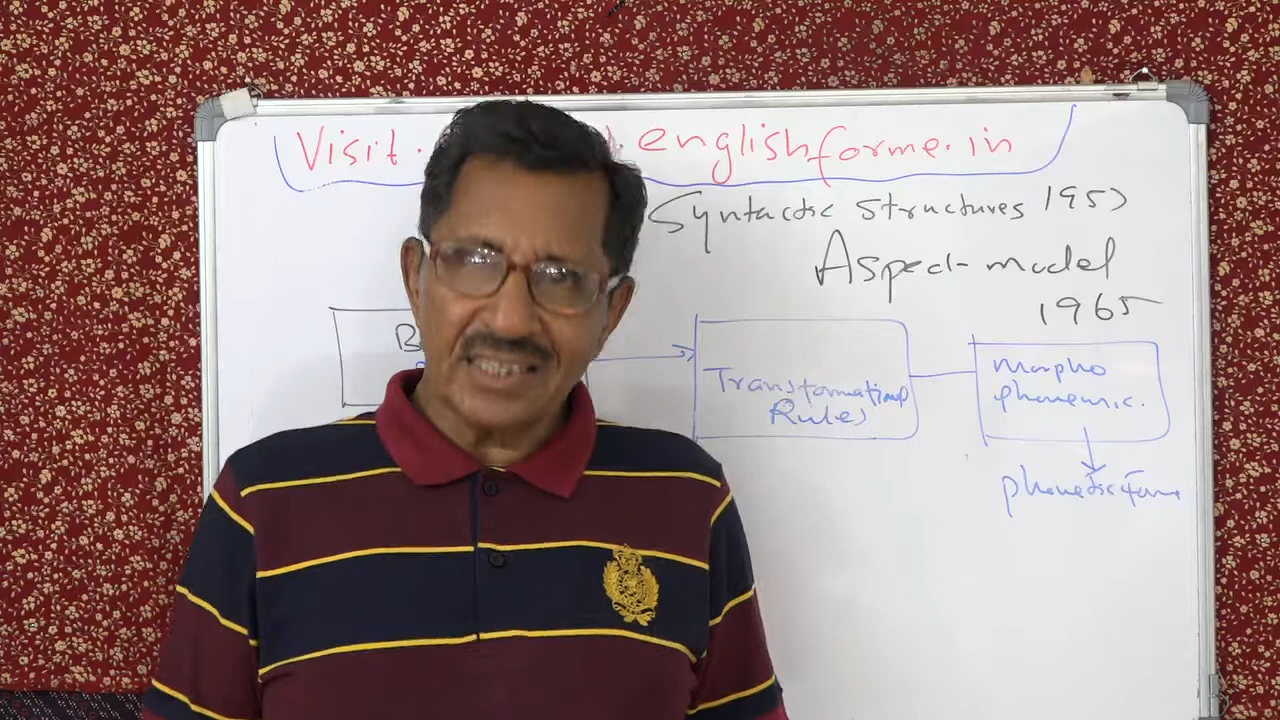 Visit. englishforme.in
Syntactic Structures 1957
Aspect-model
1965
B
Transformational
Rules
Morpho
phonemic.
phonetic form